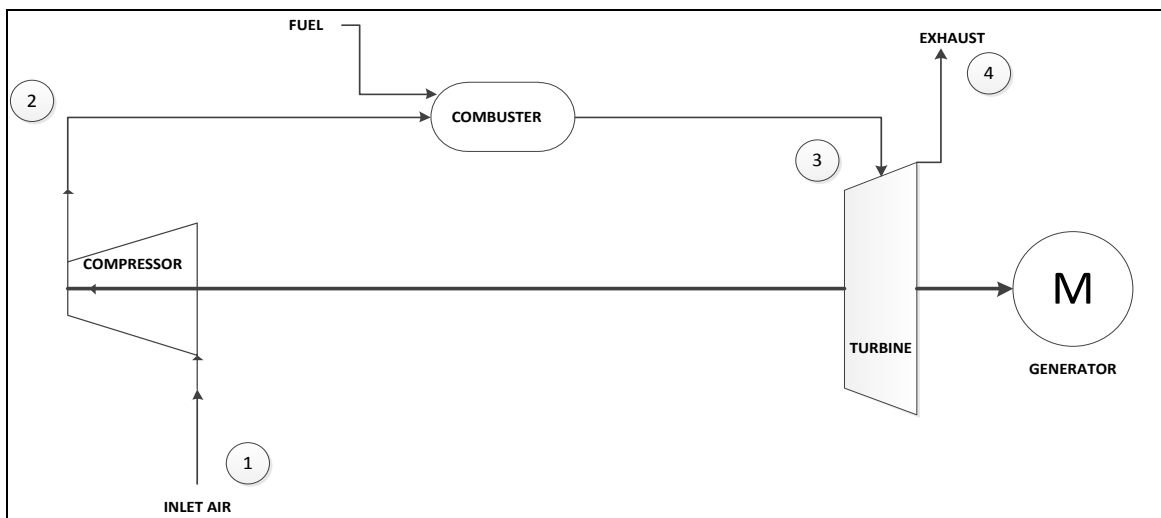 FUEL
EXHAUST
4
2
COMBUSTER
3
COMPRESSOR
M
TURBINE
GENERATOR
1
INLET AIR